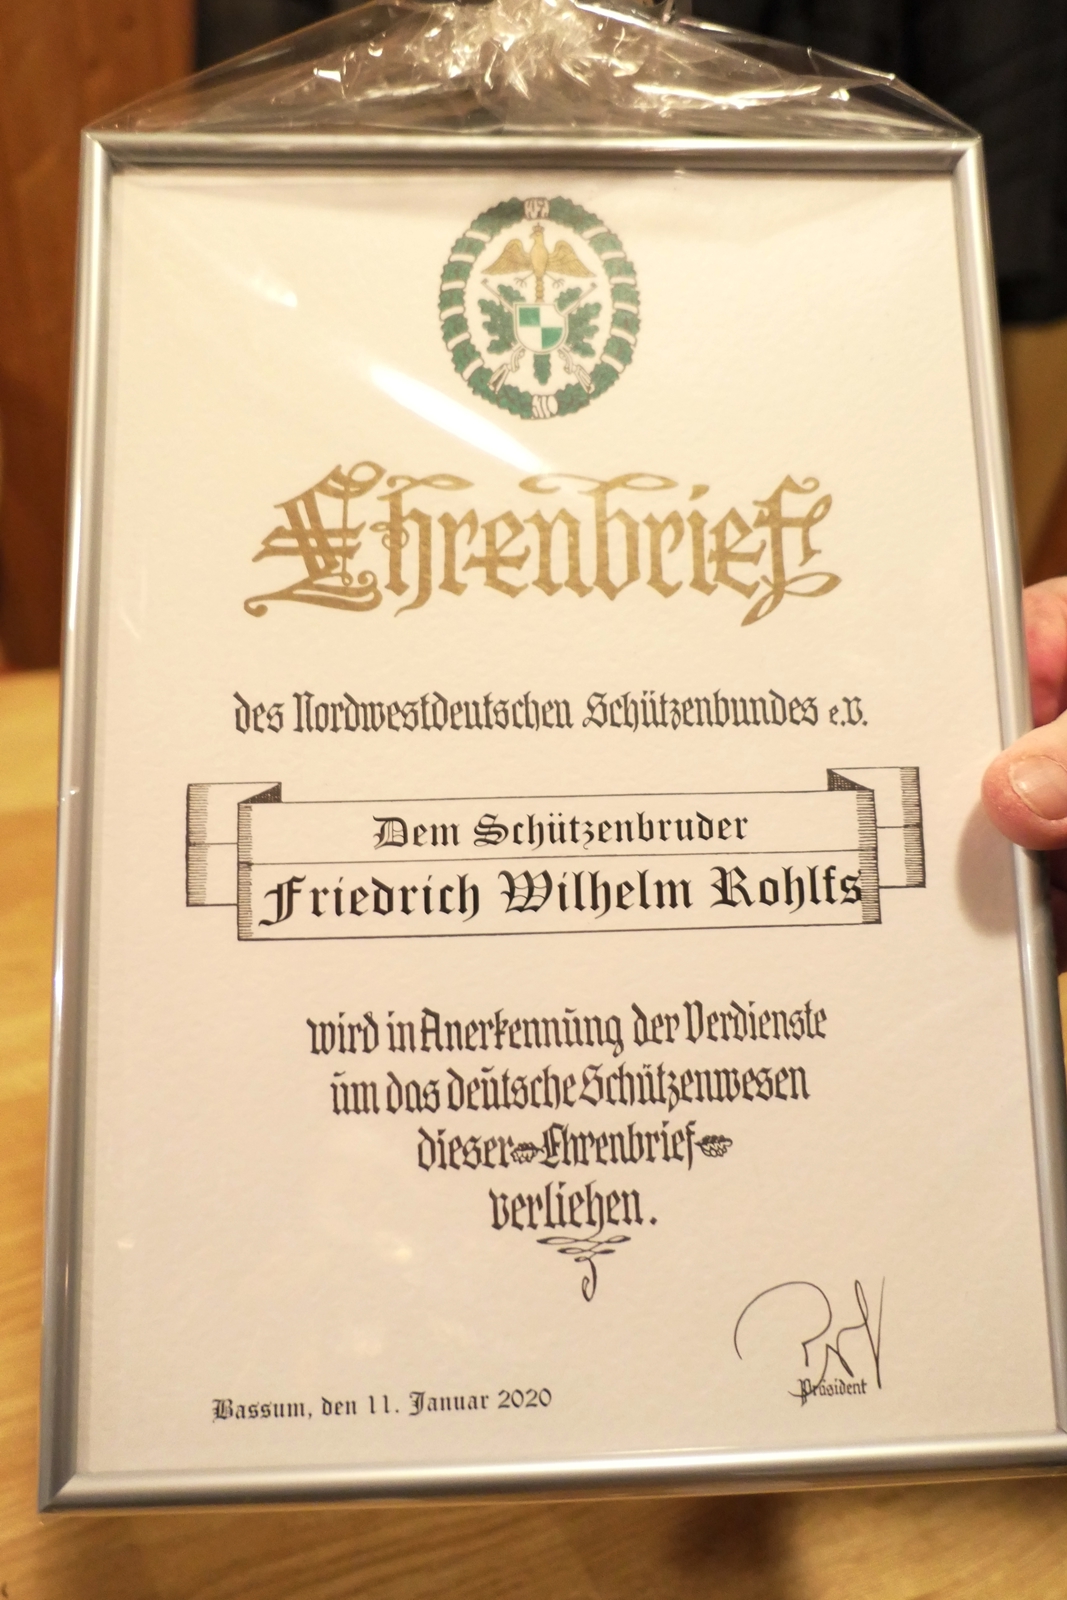 Ehrenbrief
des Nordwestdeutschen Schützenbundes e.V.
Dem Schützenbruder
Friedrich Wilhelm Rohlfs
wird in Anerkennung der Verdienste
um das deutsche Schützenwesen
dieser Ehrenbrief
verliehen.
Präsident
Bassum, den 11. Januar 2020